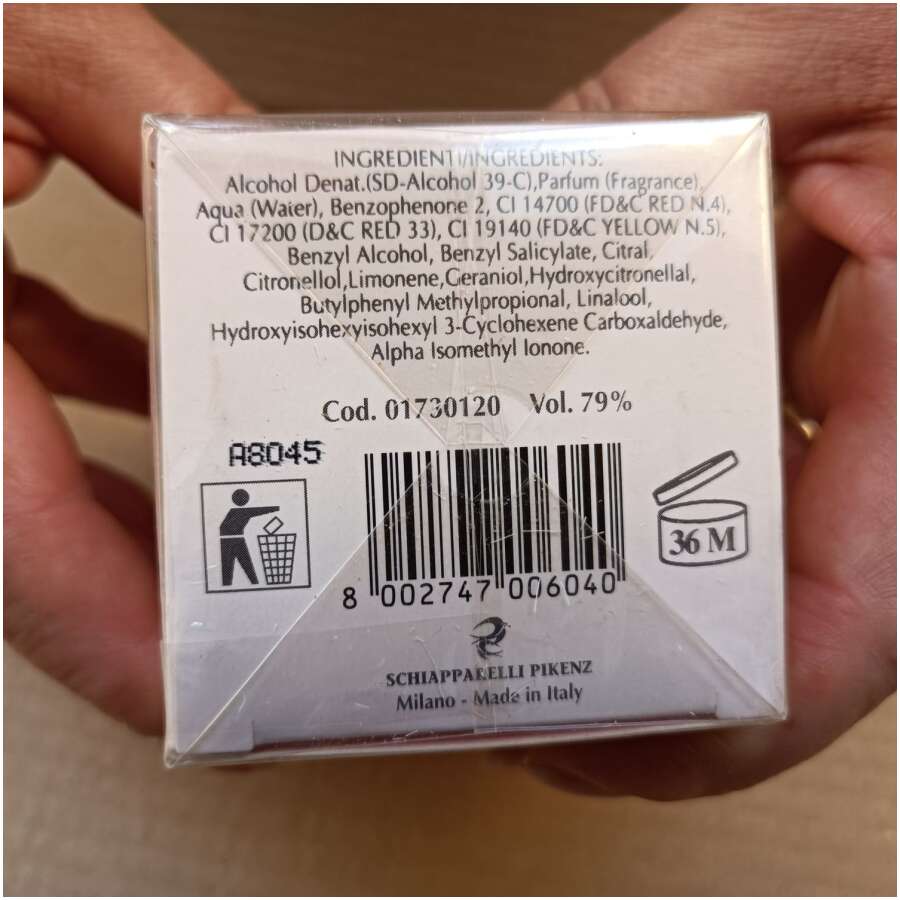 INGREDIENTI/INGREDIENTS:
Alcohol Denat.(SD-Alcohol 39-C),Parfum (Fragrance),
Aqua (Water), Benzophenone 2, CI 14700 (FD&C RED N.4),
CI 17200 (D&C RED 33), CI 19140 (FD&C YELLOW N.5),
Benzyl Alcohol, Benzyl Salicylate, Citral,
Citronellol,Limonene,Geraniol,Hydroxycitronellal,
Butylphenyl Methylpropional, Linalool,
Hydroxyisohexyisohexyl 3-Cyclohexene Carboxaldehyde,
Alpha Isomethyl Ionone.
Cod. 01730120 Vol. 79%
A8045
36 M
8 002747 006040
SCHIAPPARELLI PIKENZ
Milano - Made in Italy